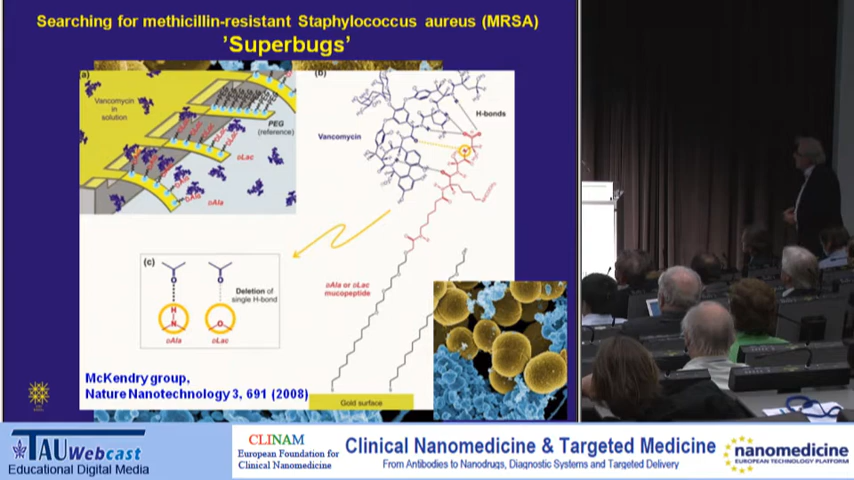 Searching for methicillin-resistant Staphylococcus aureus (MRSA)
'Superbugs'
(a)
Vancomycin
in
solution
PEG
(reference)
DLac
DAla
DAla
DLac
(b)
H-bonds
Vancomycin
DAla or DLac
mucopeptide
Gold surface
(c)
O
O
Deletion of
single H-bond
H
N
O
DAla
DLac
McKendry group,
Nature Nanotechnology 3, 691 (2008)
TAU Webcast
Educational Digital Media
CLINAM
European Foundation for
Clinical Nanomedicine
Clinical Nanomedicine & Targeted Medicine
From Antibodies to Nanodrugs, Diagnostic Systems and Targeted Delivery
nanomedicine
EUROPEAN TECHNOLOGY PLATFORM